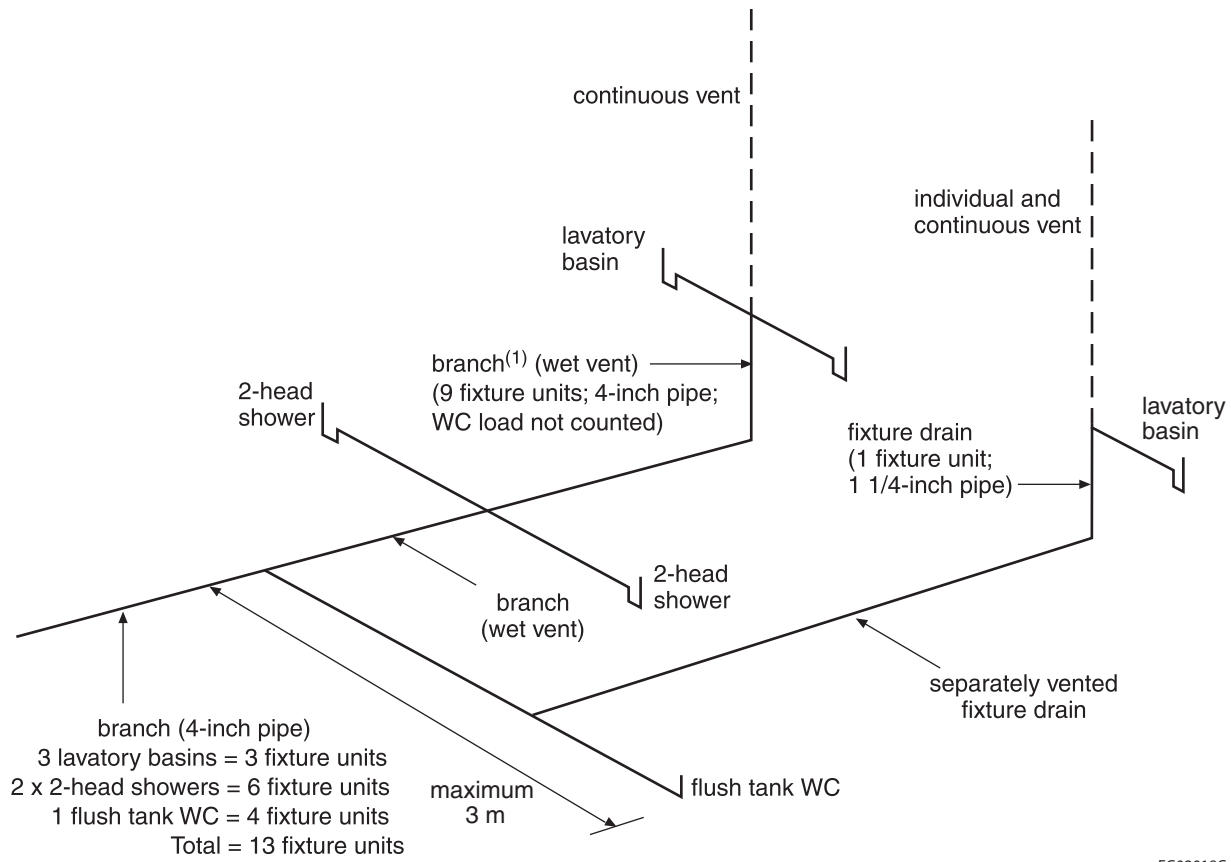 continuous vent
individual and
continuous vent
lavatory
basin
branch(1) (wet vent)
(9 fixture units; 4-inch pipe;
WC load not counted)
2-head
shower
lavatory
basin
fixture drain
(1 fixture unit;
1 1/4-inch pipe)
2-head
shower
branch
(wet vent)
separately vented
fixture drain
branch (4-inch pipe)
3 lavatory basins = 3 fixture units
2 x 2-head showers = 6 fixture units
1 flush tank WC = 4 fixture units
Total = 13 fixture units
maximum
3 m
flush tank WC